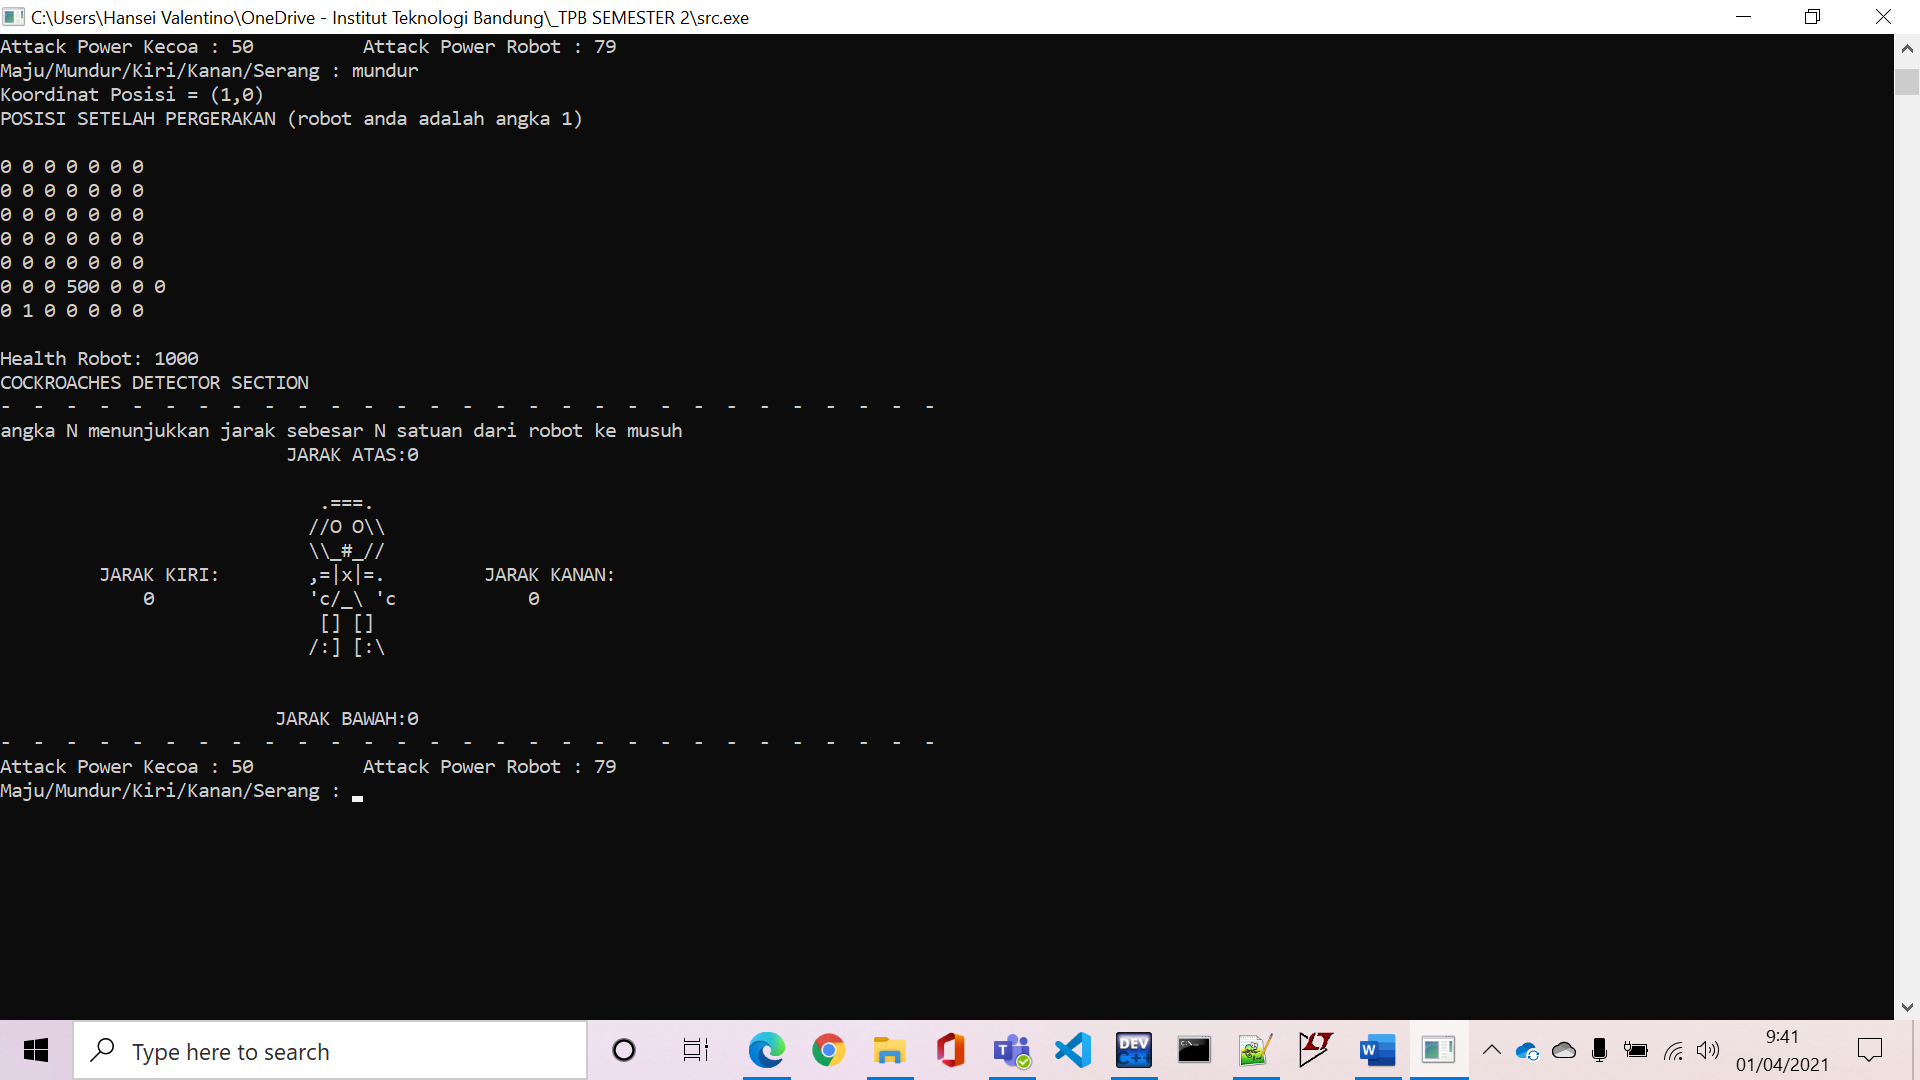 C:\Users\Hansei Valentino\OneDrive - Institut Teknologi Bandung\_TPB SEMESTER 2\src.exe
Attack Power Kecoa : 50          Attack Power Robot : 79
Maju/Mundur/Kiri/Kanan/Serang : mundur
Koordinat Posisi = (1,0)
POSISI SETELAH PERGERAKAN (robot anda adalah angka 1)
0 0 0 0 0 0 0
0 0 0 0 0 0 0
0 0 0 0 0 0 0
0 0 0 0 0 0 0
0 0 0 0 0 0 0
0 0 0 500 0 0 0
0 1 0 0 0 0 0
Health Robot: 1000
COCKROACHES DETECTOR SECTION
- - - - - - - - - - - - - - - - - - - - - - - - - - - - -
angka N menunjukkan jarak sebesar N satuan dari robot ke musuh
JARAK ATAS:0
.===.
//O O\\
\\_#_//
JARAK KIRI:        ,=|x|=.         JARAK KANAN:
0              'c/_\ 'c            0
[] []
/:] [:\
JARAK BAWAH:0
- - - - - - - - - - - - - - - - - - - - - - - - - - - - -
Attack Power Kecoa : 50          Attack Power Robot : 79
Maju/Mundur/Kiri/Kanan/Serang :
Type here to search
DEV C++
9:41
01/04/2021